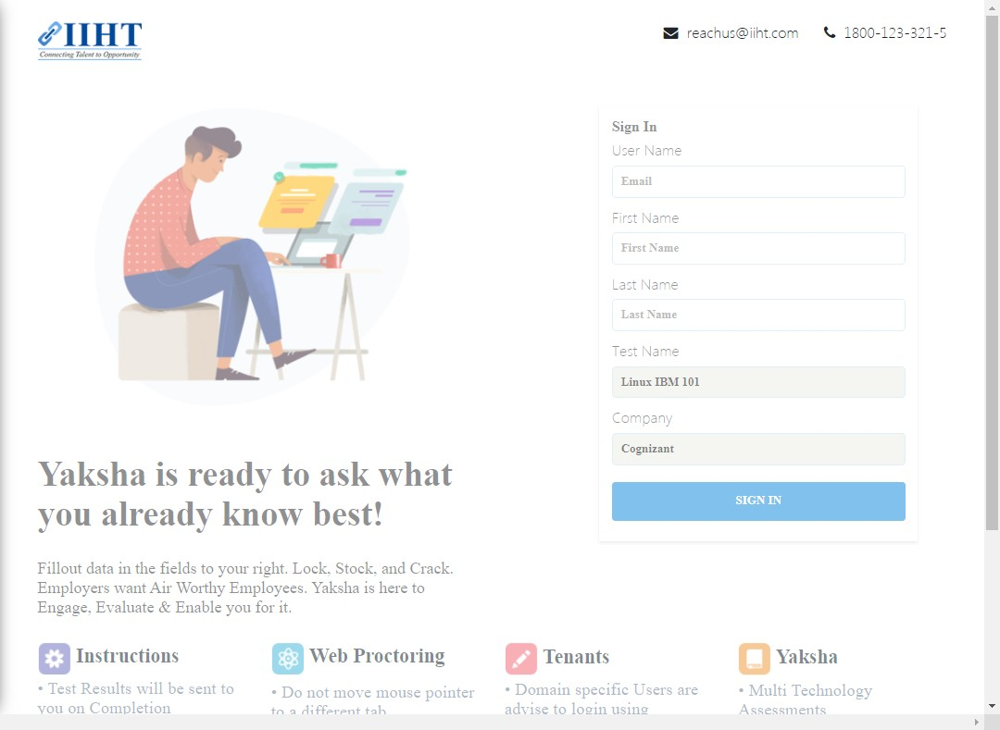 IIHT
Connecting Talent to Opportunity
reachus@iiht.com 1800-123-321-5
Sign In
User Name
Email
First Name
First Name
Last Name
Last Name
Test Name
Linux IBM 101
Company
Cognizant
SIGN IN
Yaksha is ready to ask what
you already know best!
Fillout data in the fields to your right. Lock, Stock, and Crack.
Employers want Air Worthy Employees. Yaksha is here to
Engage, Evaluate & Enable you for it.
Instructions
• Test Results will be sent to
you on Completion
Web Proctoring
• Do not move mouse pointer
to a different tab
Tenants
• Domain specific Users are
advise to login using
Yaksha
• Multi Technology
Assessments